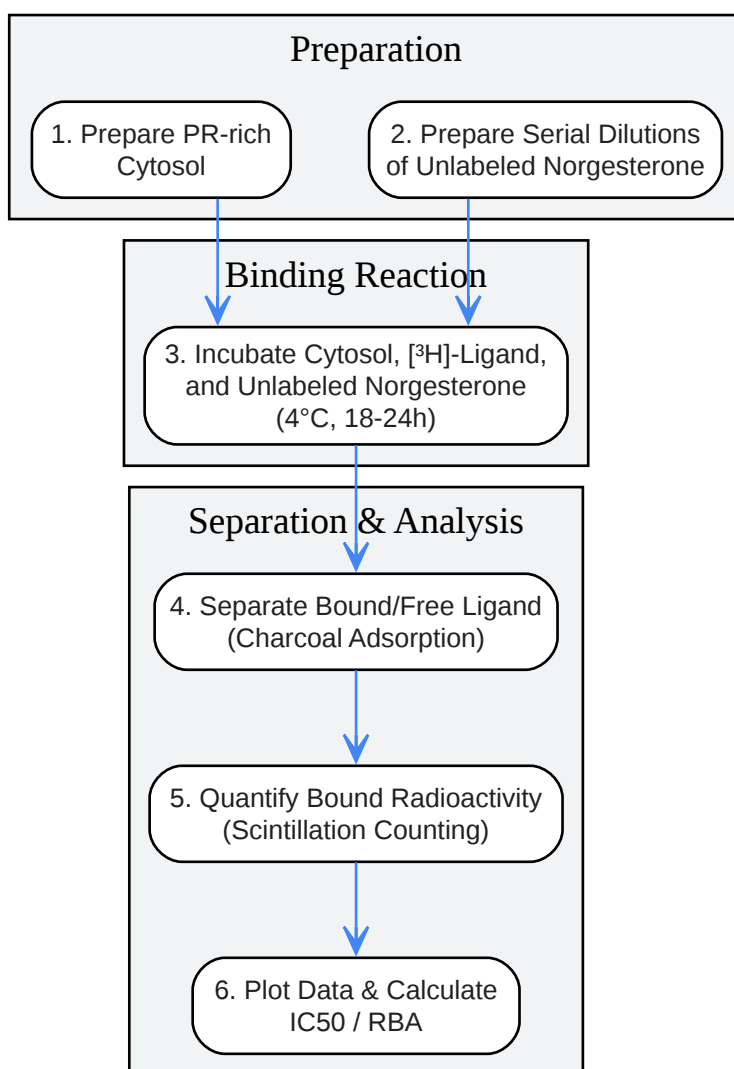 Preparation
1. Prepare PR-rich
Cytosol
2. Prepare Serial Dilutions
of Unlabeled Norgesterone
Binding Reaction
3. Incubate Cytosol, [³H]-Ligand,
and Unlabeled Norgesterone
(4°C, 18-24h)
Separation & Analysis
4. Separate Bound/Free Ligand
(Charcoal Adsorption)
5. Quantify Bound Radioactivity
(Scintillation Counting)
6. Plot Data & Calculate
IC50 / RBA